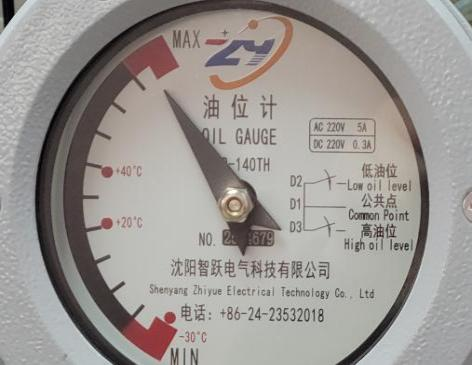 MAX
ZY
油位计
OIL GAUGE
-140TH
AC 220V 5A
DC 220V 0.3A
+40°C
+20°C
-30°C
D2
D1
D3
低油位
Low oil level
公共点
Common Point
高油位
High oil level
NO.
沈阳智跃电气科技有限公司
Shenyang Zhiyue Electrical Technology Co., Ltd
电话: +86-24-23532018
MIN